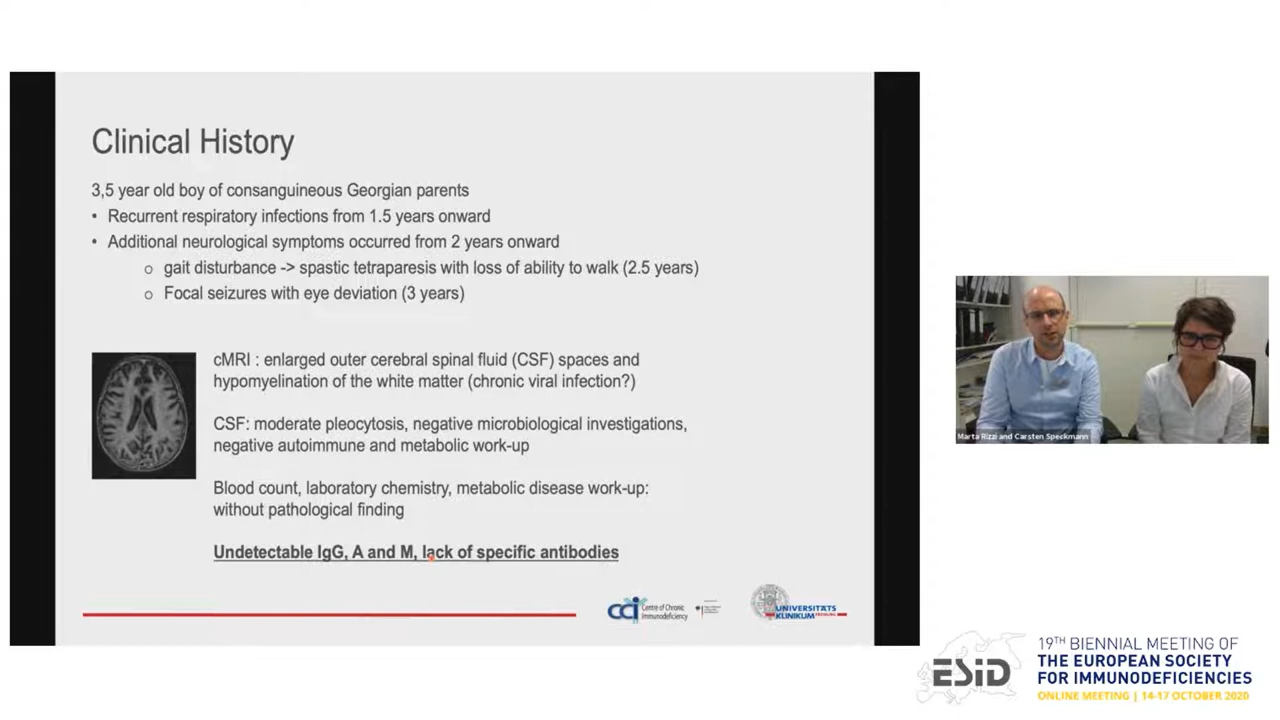 Clinical History
3,5 year old boy of consanguineous Georgian parents
• Recurrent respiratory infections from 1.5 years onward
• Additional neurological symptoms occurred from 2 years onward
o gait disturbance -> spastic tetraparesis with loss of ability to walk (2.5 years)
o Focal seizures with eye deviation (3 years)
cMRI : enlarged outer cerebral spinal fluid (CSF) spaces and
hypomyelination of the white matter (chronic viral infection?)
CSF: moderate pleocytosis, negative microbiological investigations,
negative autoimmune and metabolic work-up
Blood count, laboratory chemistry, metabolic disease work-up:
without pathological finding
Undetectable IgG, A and M, lack of specific antibodies
CCI Centre of Chronic
Immunodeficiency
UNIVERSITÄTS
KLINIKUM FREIBURG
Marta Rizzi and Carsten Speckmann
ESID
19TH BIENNIAL MEETING OF
THE EUROPEAN SOCIETY
FOR IMMUNODEFICIENCIES
ONLINE MEETING | 14-17 OCTOBER 2020